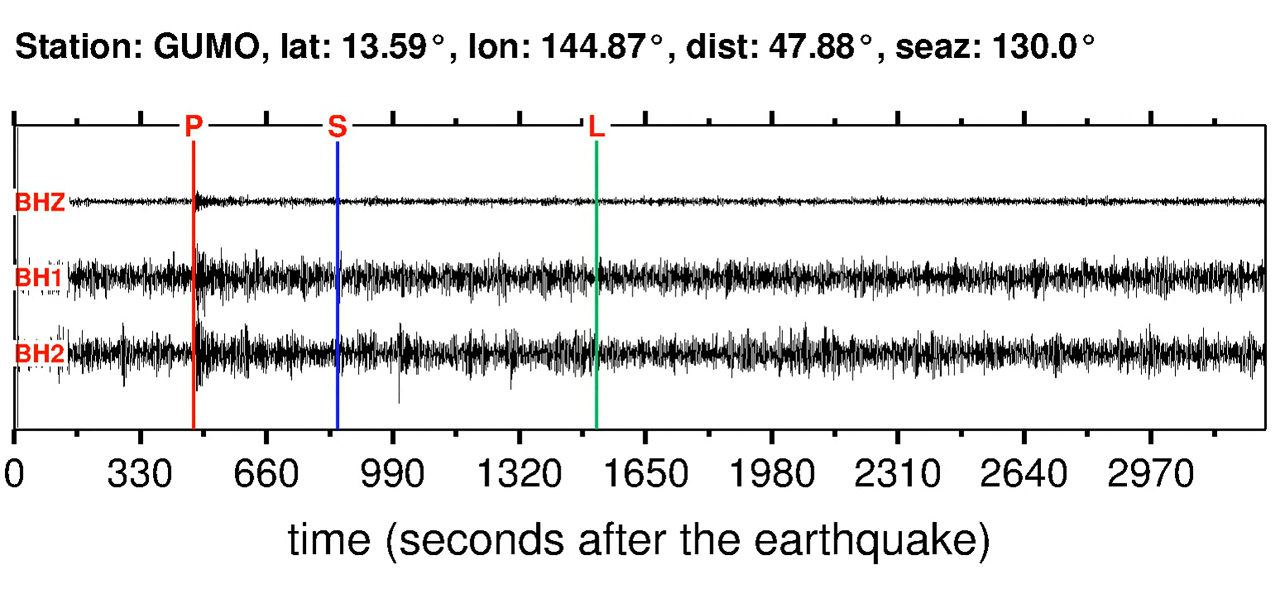 Station: GUMO, lat: 13.59°, lon: 144.87°, dist: 47.88°, seaz: 130.0°
P S L
BHZ
BH1
BH2
0 330 660 990 1320 1650 1980 2310 2640 2970
time (seconds after the earthquake)